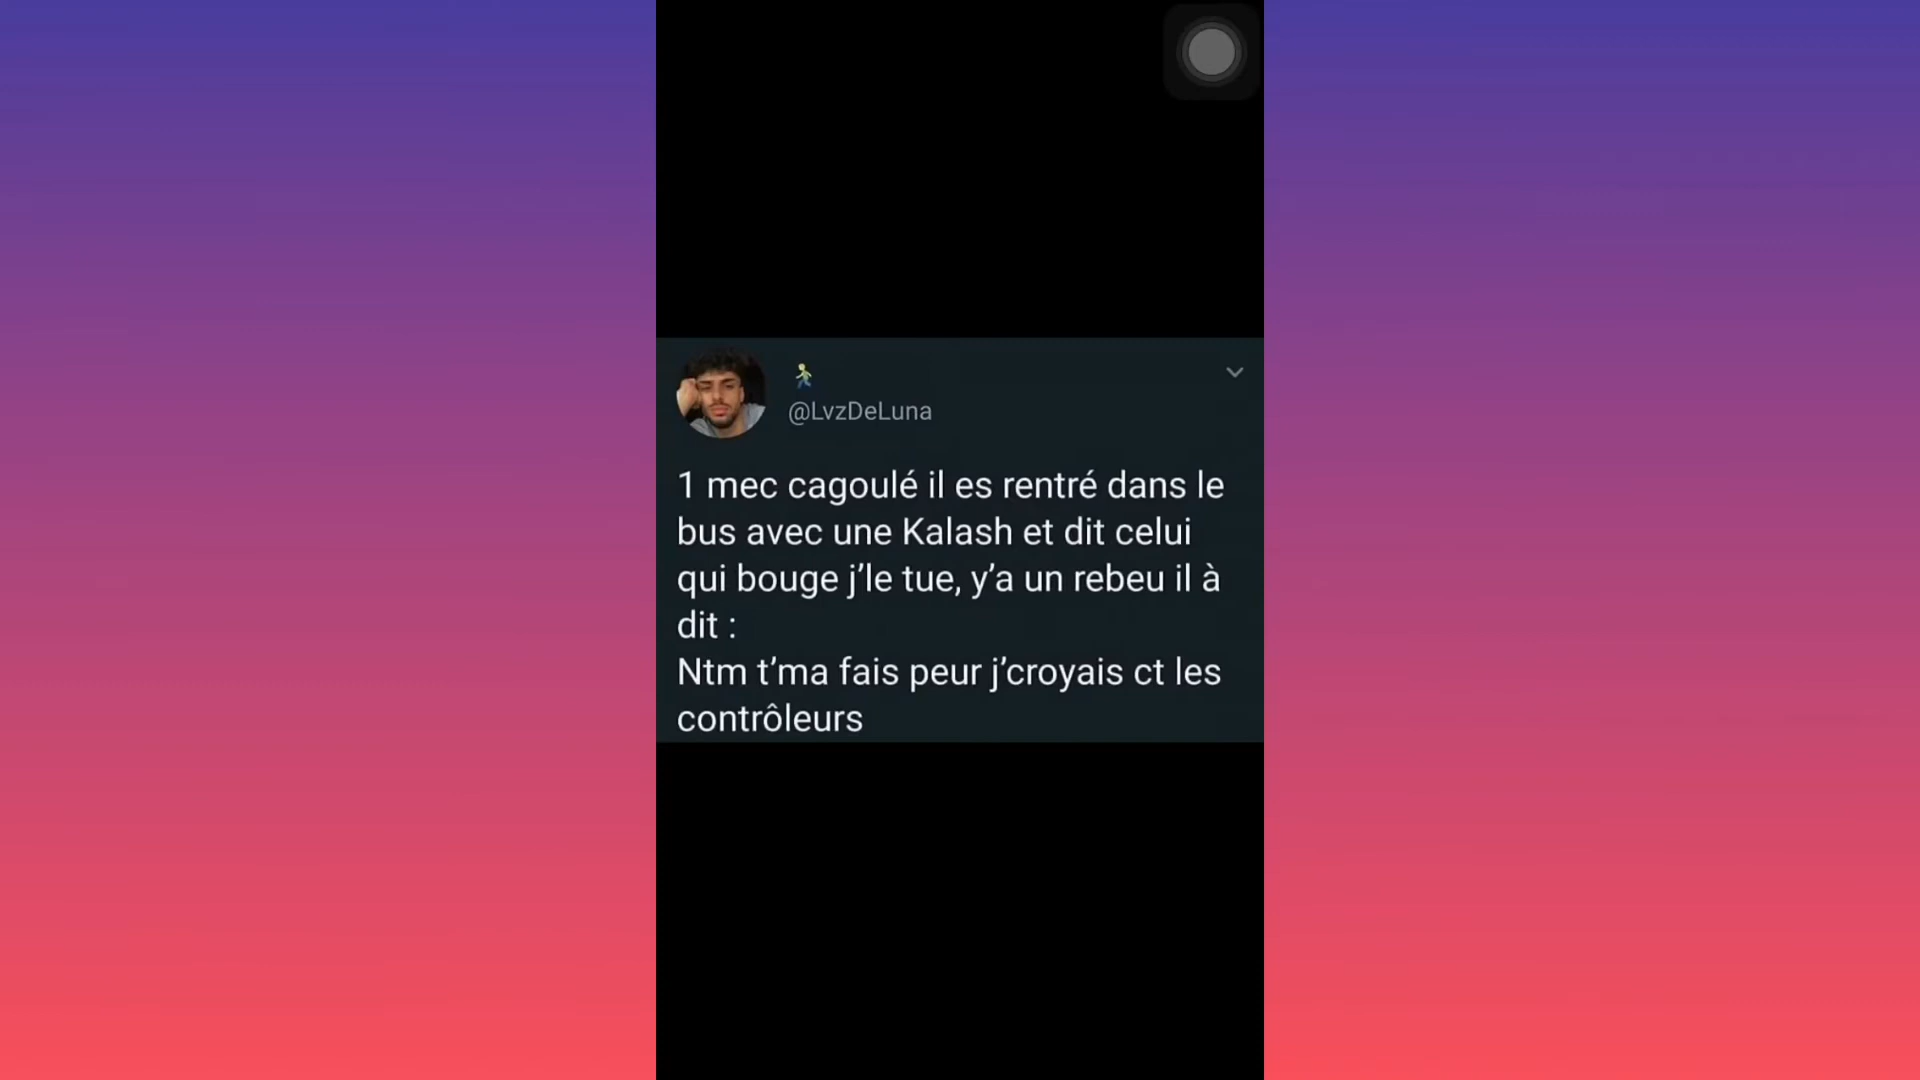 @LvzDeLuna
1 mec cagoulé il es rentré dans le
bus avec une Kalash et dit celui
qui bouge j’le tue, y’a un rebeu il à
dit :
Ntm t’ma fais peur j’croyais ct les
contrôleurs